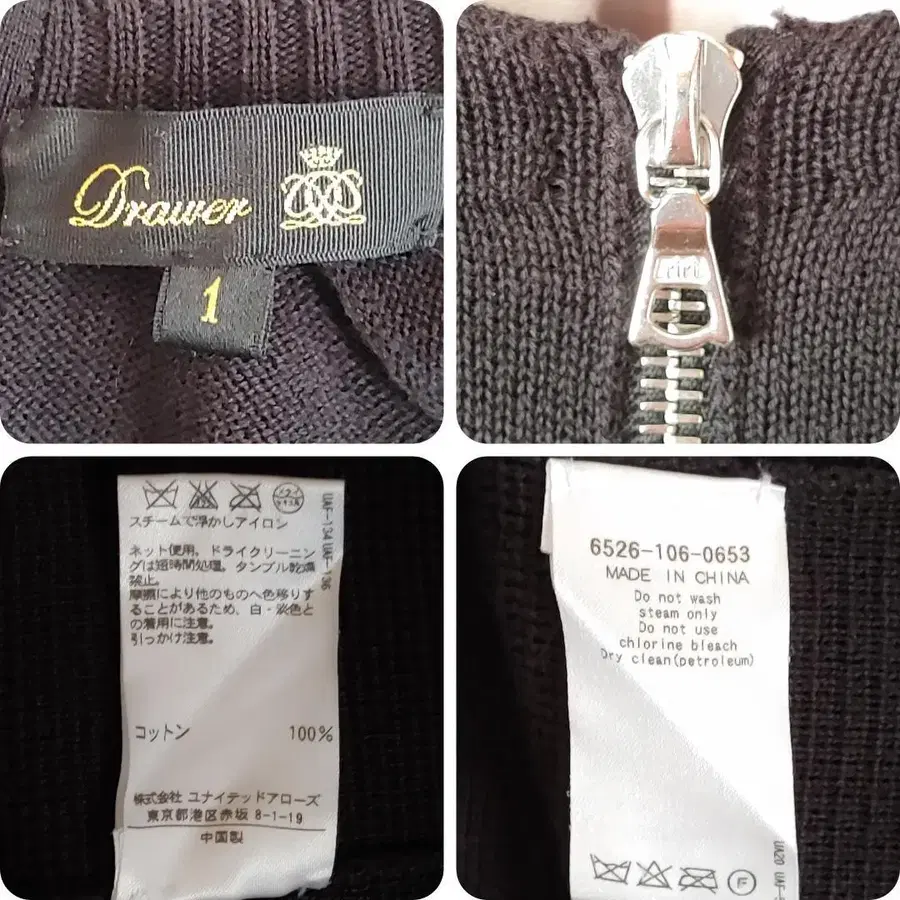 Drawer
1
riri
UAF-134 UAF-136
スチームで浮かしアイロン
ネット使用。ドライクリーニン
グは短時間処理。タンブル乾燥
禁止。
摩擦により他のものへ色移りす
ることがあるため、白・淡色と
の着用に注意。
引っかけ注意。
コットン 100%
株式会社 ユナイテッドアローズ
東京都港区赤坂 8-1-19
中国製
6526-106-0653
MADE IN CHINA
Do not wash
steam only
Do not use
chlorine bleach
Dry clean(petroleum)
F
UA20